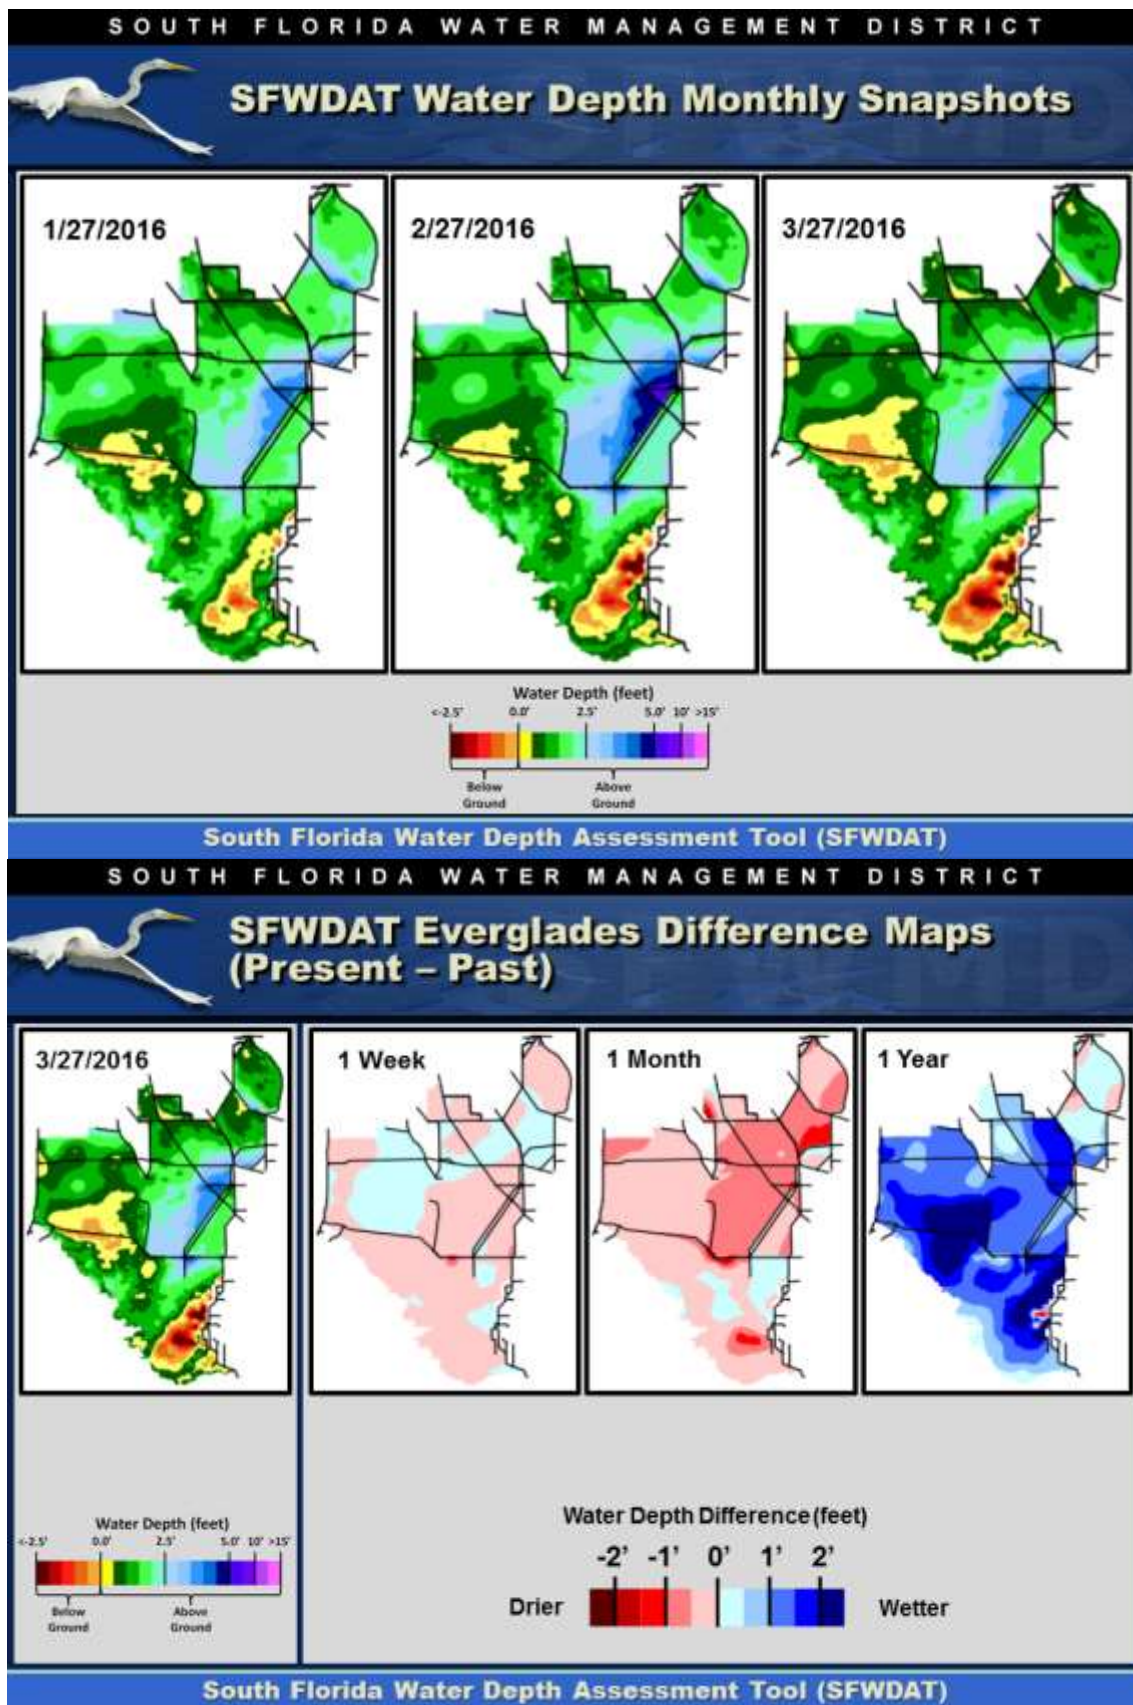 SOUTH FLORIDA WATER MANAGEMENT DISTRICT
SFWDAT Water Depth Monthly Snapshots
1/27/2016
2/27/2016
3/27/2016
Water Depth (feet)
<-2.5' 0.0' 2.5' 5.0' 10' >15'
Below Ground
Above Ground
South Florida Water Depth Assessment Tool (SFWDAT)
SOUTH FLORIDA WATER MANAGEMENT DISTRICT
SFWDAT Everglades Difference Maps
(Present – Past)
3/27/2016
1 Week
1 Month
1 Year
Water Depth (feet)
<-2.5' 0.0' 2.5' 5.0' 10' >15'
Below Ground
Above Ground
Water Depth Difference (feet)
-2' -1' 0' 1' 2'
Drier
Wetter
South Florida Water Depth Assessment Tool (SFWDAT)